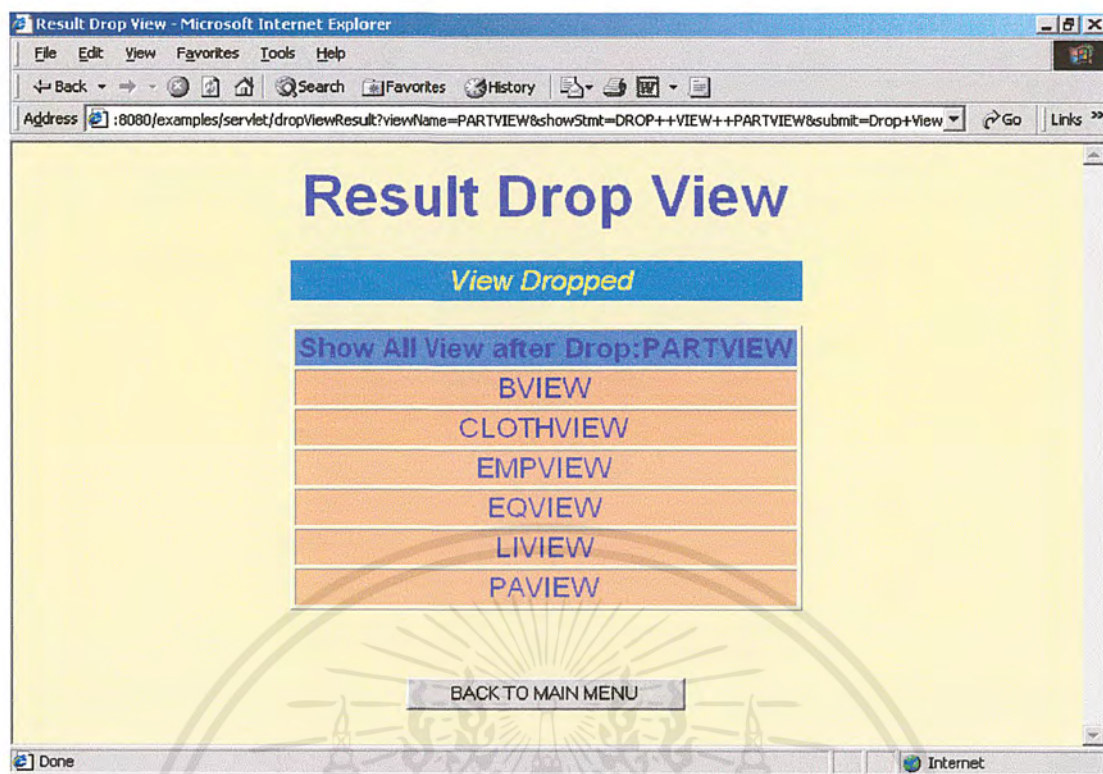 Result Drop View - Microsoft Internet Explorer
File Edit View Favorites Tools Help
Back Search Favorites History
Address :8080/examples/servlet/dropViewResult?viewName=PARTVIEW&showStmt=DROP++VIEW++PARTVIEW&submit=Drop+View Go Links »
Result Drop View
View Dropped
Show All View after Drop:PARTVIEW
BVIEW
CLOTHVIEW
EMPVIEW
EQVIEW
LIVIEW
PAVIEW
BACK TO MAIN MENU
Done Internet